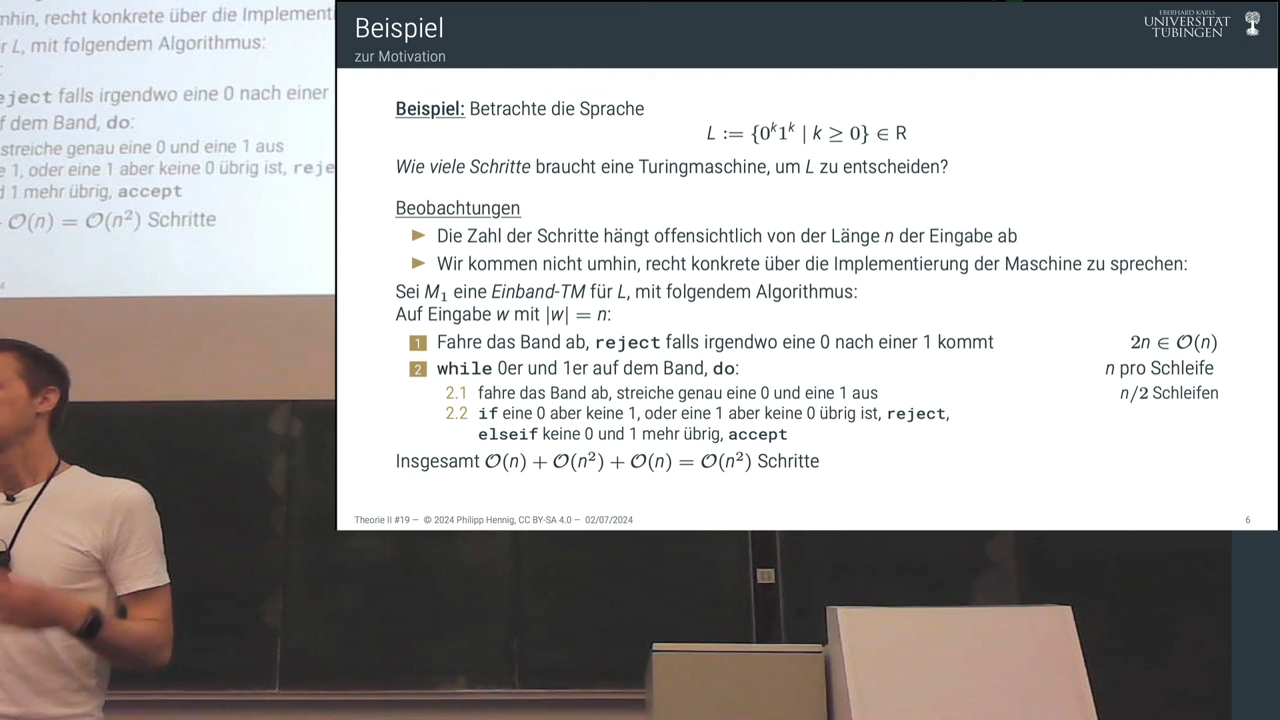 mhin, recht konkrete über die Implement
r L, mit folgendem Algorithmus:
:
eject falls irgendwo eine 0 nach einer
f dem Band, do:
streiche genau eine 0 und eine 1 aus
e 1, oder eine 1 aber keine 0 übrig ist, reje
d 1 mehr übrig, accept
+ 𝒪(n) = 𝒪(n²) Schritte
Beispiel
zur Motivation
EBERHARD KARLS
UNIVERSITÄT
TÜBINGEN
Beispiel: Betrachte die Sprache
L := {0ᵏ1ᵏ | k ≥ 0} ∈ R
Wie viele Schritte braucht eine Turingmaschine, um L zu entscheiden?
Beobachtungen
▶ Die Zahl der Schritte hängt offensichtlich von der Länge n der Eingabe ab
▶ Wir kommen nicht umhin, recht konkrete über die Implementierung der Maschine zu sprechen:
Sei M₁ eine Einband-TM für L, mit folgendem Algorithmus:
Auf Eingabe w mit |w| = n:
1 Fahre das Band ab, reject falls irgendwo eine 0 nach einer 1 kommt 2n ∈ 𝒪(n)
2 while 0er und 1er auf dem Band, do: n pro Schleife
2.1 fahre das Band ab, streiche genau eine 0 und eine 1 aus n/2 Schleifen
2.2 if eine 0 aber keine 1, oder eine 1 aber keine 0 übrig ist, reject,
elseif keine 0 und 1 mehr übrig, accept
Insgesamt 𝒪(n) + 𝒪(n²) + 𝒪(n) = 𝒪(n²) Schritte
Theorie II #19 — © 2024 Philipp Hennig, CC BY-SA 4.0 — 02/07/2024
6